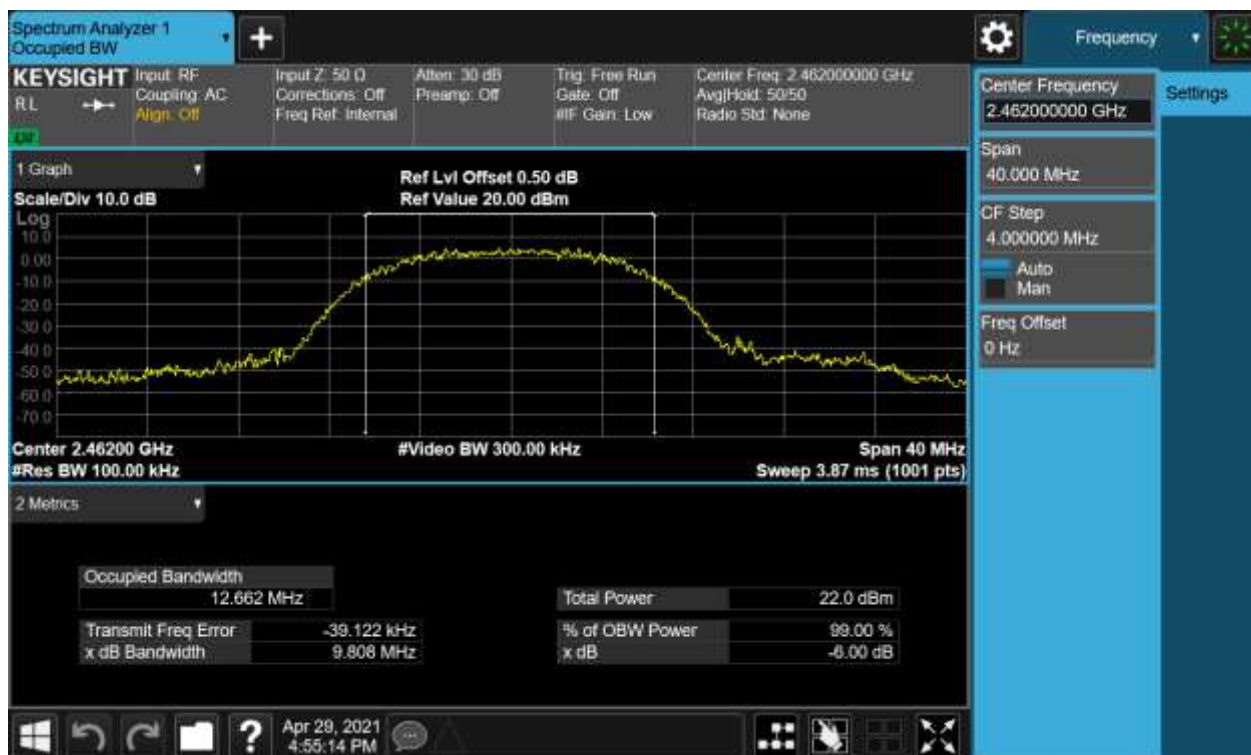 Spectrum Analyzer 1
Occupied BW
Frequency
KEYSIGHT
RL
Input: RF
Coupling: AC
Align: Off
Input Z: 50 Ω
Corrections: Off
Freq Ref: Internal
Atten: 30 dB
Preamp: Off
Trig: Free Run
Gate: Off
#IF Gain: Low
Center Freq: 2.462000000 GHz
Avg|Hold: 50/50
Radio Std: None
Center Frequency
2.462000000 GHz
Settings
Span
40.000 MHz
CF Step
4.000000 MHz
Auto
Man
Freq Offset
0 Hz
1 Graph
Scale/Div 10.0 dB
Ref Lvl Offset 0.50 dB
Ref Value 20.00 dBm
Log
10.0
0.00
-10.0
-20.0
-30.0
-40.0
-50.0
-60.0
-70.0
Center 2.46200 GHz
#Video BW 300.00 kHz
Span 40 MHz
#Res BW 100.00 kHz
Sweep 3.87 ms (1001 pts)
2 Metrics
Occupied Bandwidth
12.662 MHz
Total Power 22.0 dBm
Transmit Freq Error -39.122 kHz
% of OBW Power 99.00 %
x dB Bandwidth 9.808 MHz
x dB -6.00 dB
?
Apr 29, 2021
4:55:14 PM